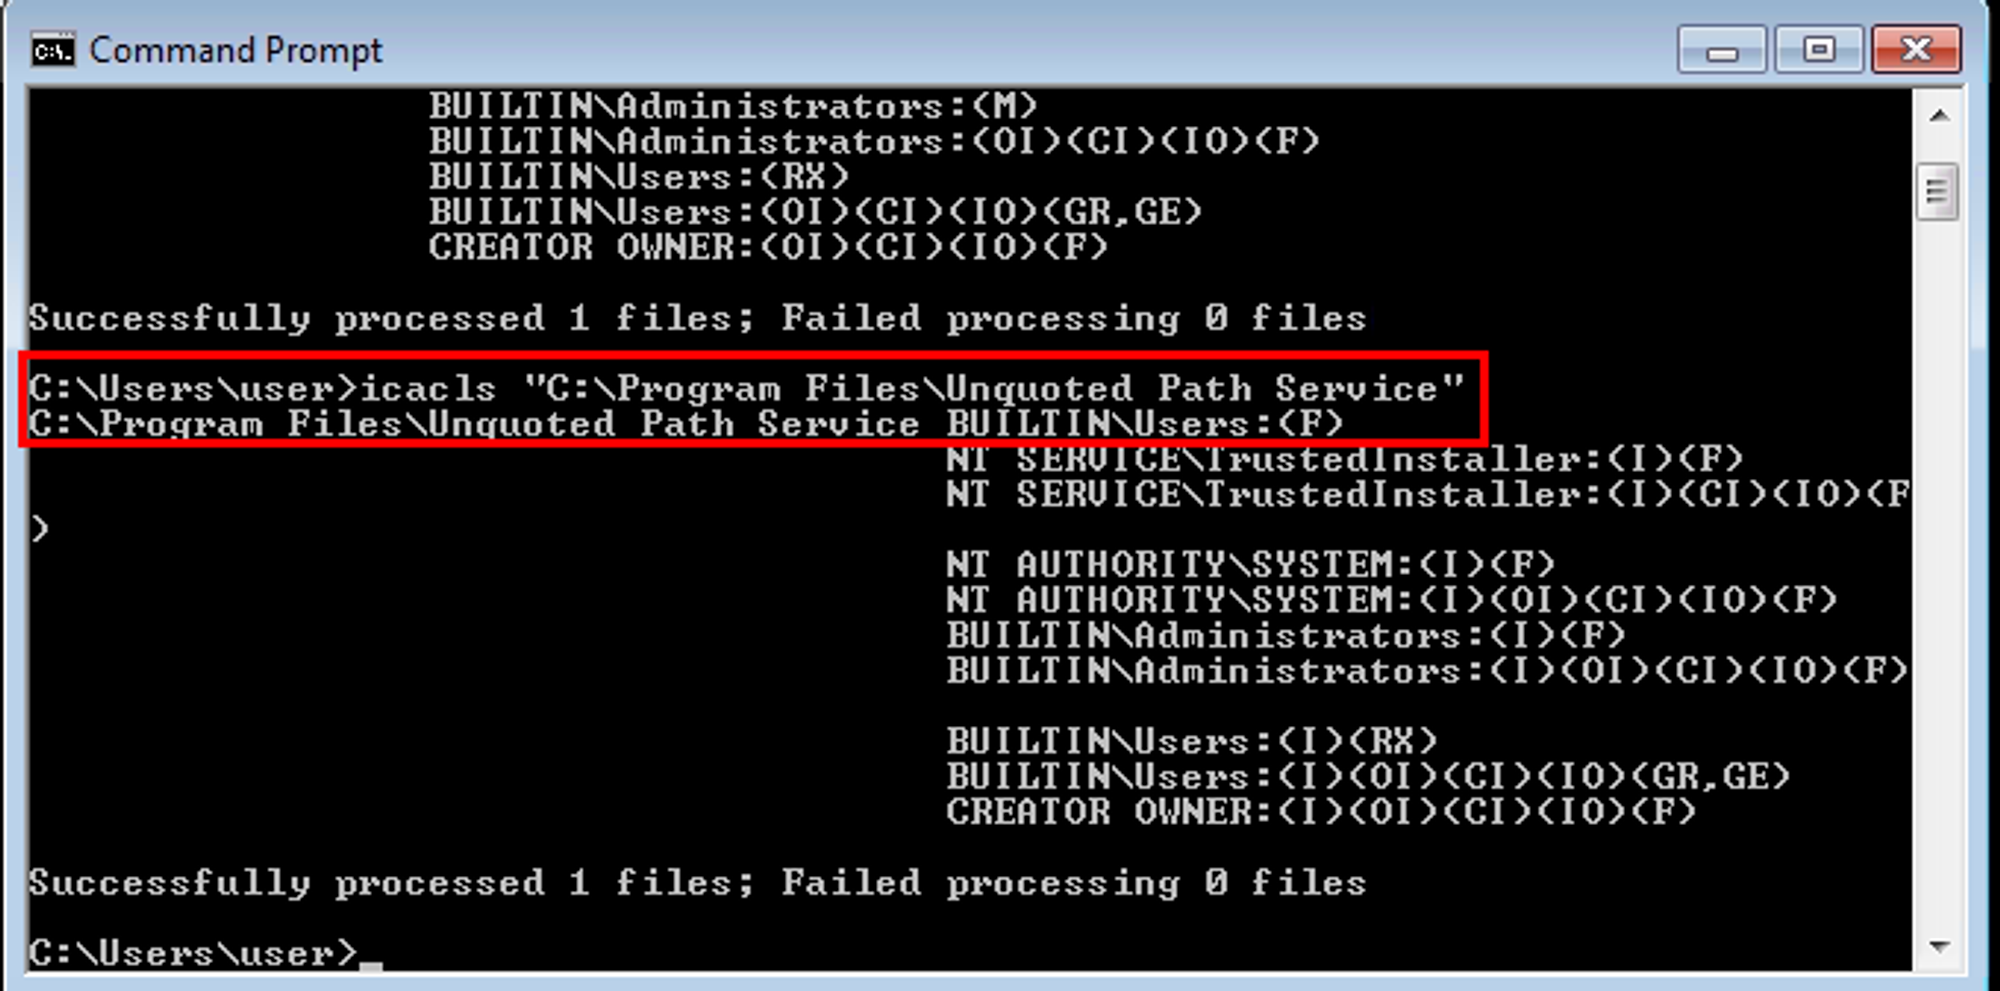 Command Prompt
BUILTIN\Administrators:(M)
BUILTIN\Administrators:(OI)(CI)(IO)(F)
BUILTIN\Users:(RX)
BUILTIN\Users:(OI)(CI)(IO)(GR,GE)
CREATOR OWNER:(OI)(CI)(IO)(F)
Successfully processed 1 files; Failed processing 0 files
C:\Users\user>icacls "C:\Program Files\Unquoted Path Service"
C:\Program Files\Unquoted Path Service BUILTIN\Users:(F)
NT SERVICE\TrustedInstaller:(I)(F)
NT SERVICE\TrustedInstaller:(I)(CI)(IO)(F
)
NT AUTHORITY\SYSTEM:(I)(F)
NT AUTHORITY\SYSTEM:(I)(OI)(CI)(IO)(F)
BUILTIN\Administrators:(I)(F)
BUILTIN\Administrators:(I)(OI)(CI)(IO)(F)
BUILTIN\Users:(I)(RX)
BUILTIN\Users:(I)(OI)(CI)(IO)(GR,GE)
CREATOR OWNER:(I)(OI)(CI)(IO)(F)
Successfully processed 1 files; Failed processing 0 files
C:\Users\user>_